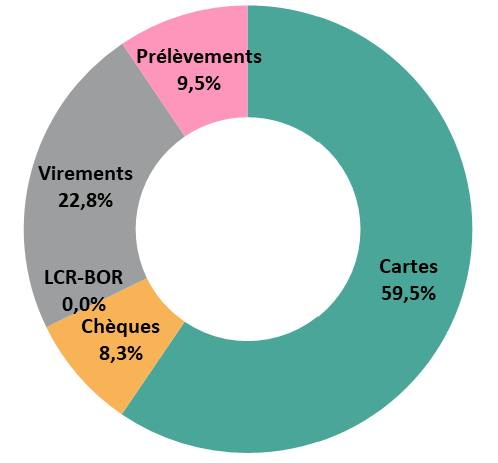 Prélèvements
9,5%
Virements
22,8%
Cartes
59,5%
LCR-BOR
0,0%
Chèques
8,3%